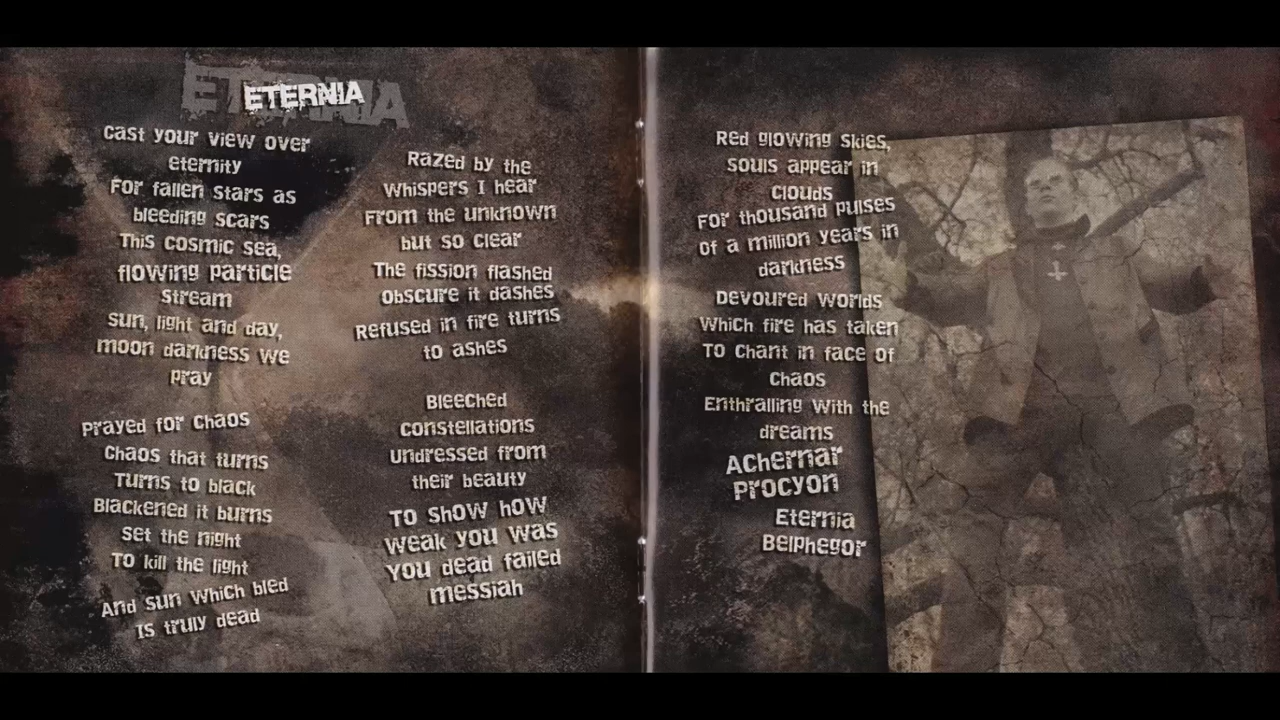 ETERNIA
Cast your view over
eternity
For fallen stars as
bleeding scars
This cosmic sea,
flowing particle
stream
Sun, light and day,
moon darkness we
pray
Prayed for chaos
Chaos that turns
Turns to black
Blackened it burns
Set the night
To kill the light
And sun which bled
Is truly dead
Razed by the
whispers I hear
From the unknown
but so clear
The fission flashed
Obscure it dashes
Refused in fire turns
to ashes
Bleeched
constellations
Undressed from
their beauty
To show how
weak you was
You dead failed
messiah
Red glowing skies,
souls appear in
clouds
For thousand pulses
of a million years in
darkness
Devoured worlds
Which fire has taken
To Chant in face of
Chaos
Enthralling with the
dreams
Achernar
Procyon
Eternia
Belphegor